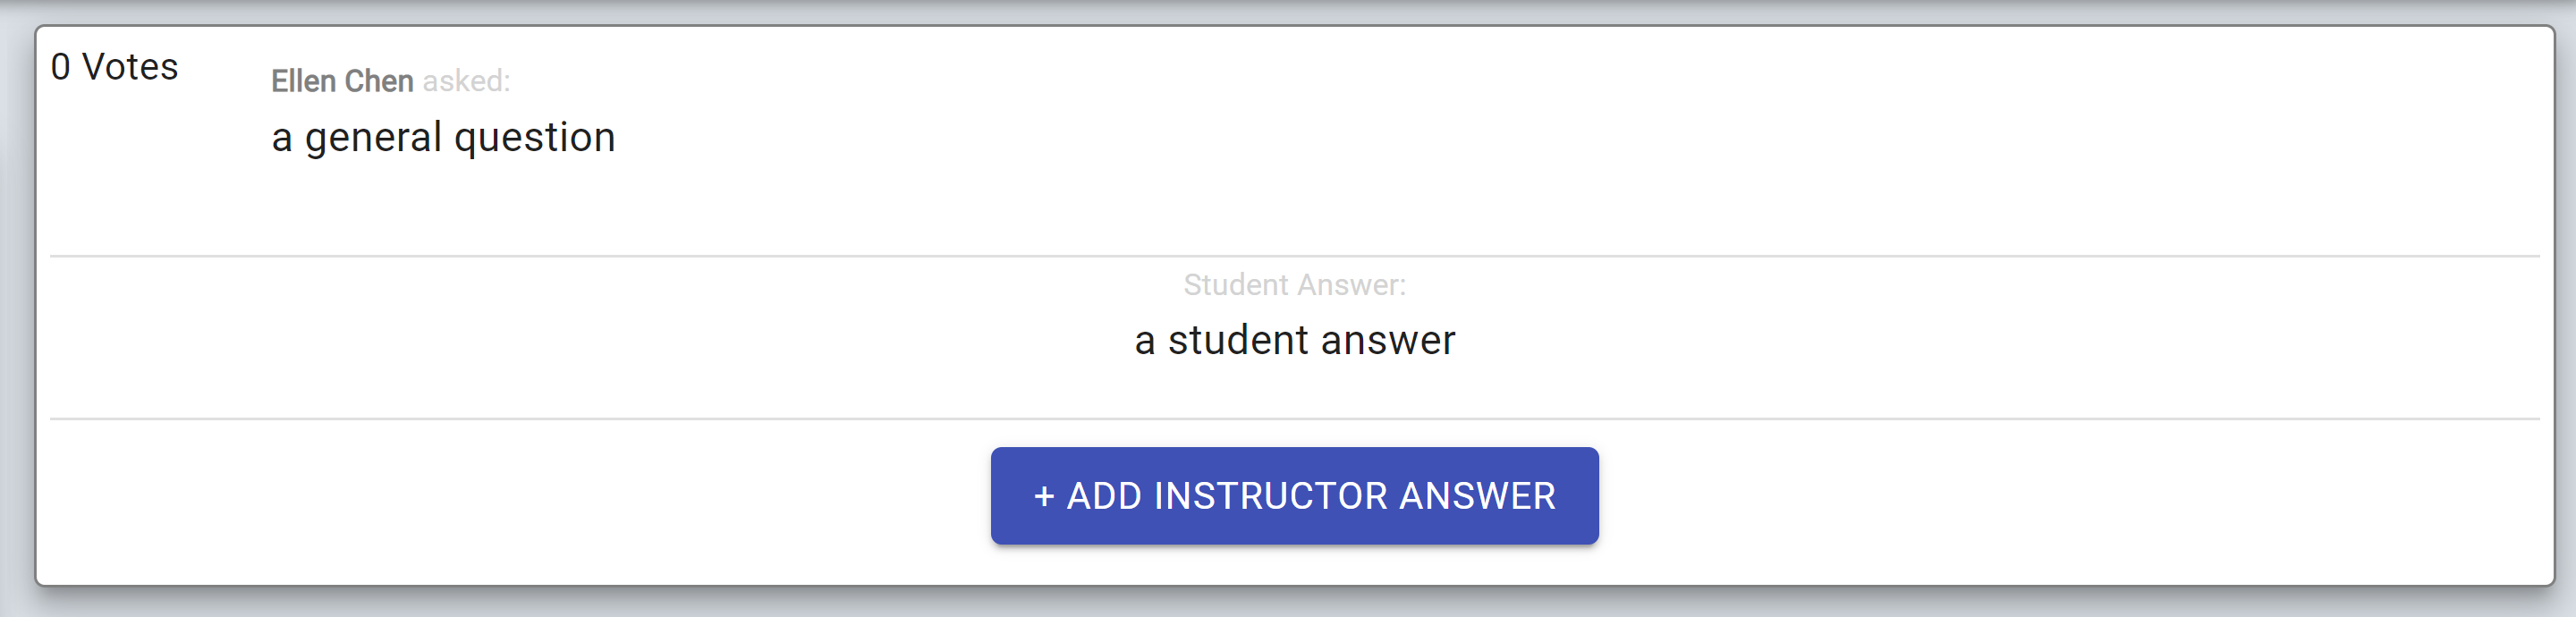 0 Votes
Ellen Chen asked:
a general question
Student Answer:
a student answer
+ ADD INSTRUCTOR ANSWER